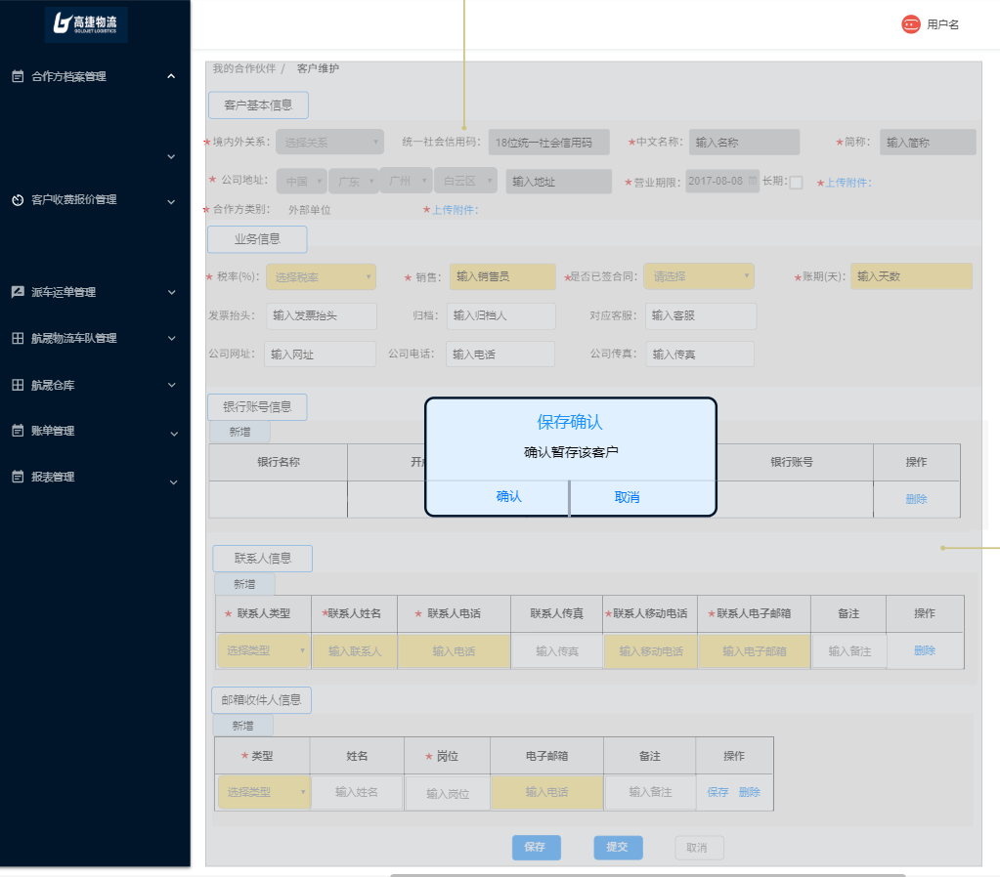 高捷物流
GOLDJET LOGISTICS
用户名
合作方档案管理
客户收费报价管理
派车运单管理
航晟物流车队管理
航晟仓库
账单管理
报表管理
我的合作伙伴 / 客户维护
客户基本信息
*境内外关系: 选择关系 统一社会信用码: 18位统一社会信用码 *中文名称: 输入名称 *简称: 输入简称
* 公司地址: 中国 广东 广州 白云区 输入地址 *营业期限: 2017-08-08 长期: *上传附件:
* 合作方类别: 外部单位 *上传附件:
业务信息
* 税率(%): 选择税率 * 销售: 输入销售员 *是否已签合同: 请选择 *账期(天): 输入天数
发票抬头: 输入发票抬头 归档: 输入归档人 对应客服: 输入客服
公司网址: 输入网址 公司电话: 输入电话 公司传真: 输入传真
银行账号信息
新增
银行名称 开 银行账号 操作
删除
保存确认
确认暂存该客户
确认 取消
联系人信息
新增
* 联系人类型 *联系人姓名 * 联系人电话 联系人传真 *联系人移动电话 *联系人电子邮箱 备注 操作
选择类型 输入联系人 输入电话 输入传真 输入移动电话 输入电子邮箱 输入备注 删除
邮箱收件人信息
新增
* 类型 姓名 * 岗位 电子邮箱 备注 操作
选择类型 输入姓名 输入岗位 输入电话 输入备注 保存 删除
保存 提交 取消